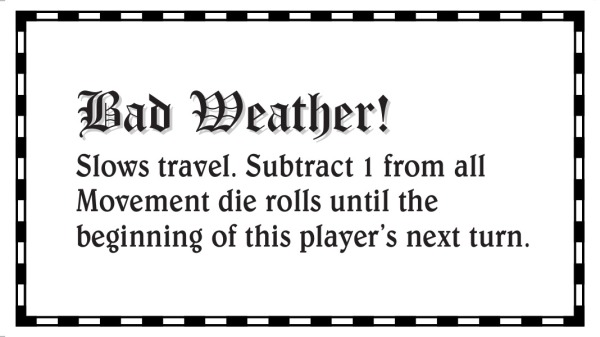 Bad Weather!
Slows travel. Subtract 1 from all
Movement die rolls until the
beginning of this player's next turn.